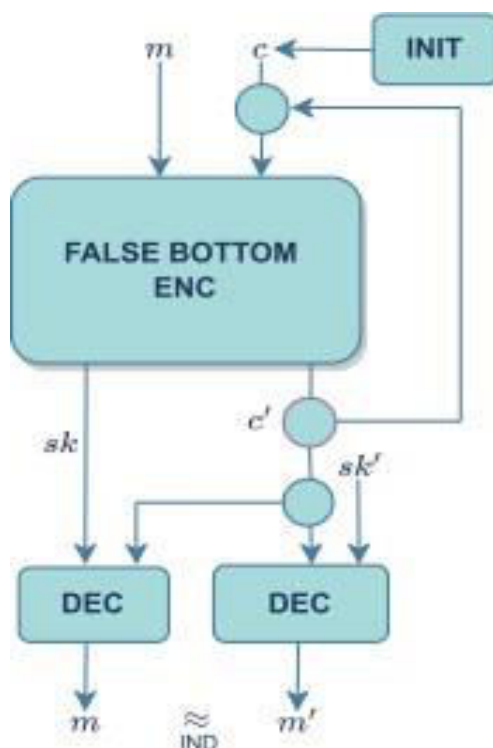 m
c
INIT
FALSE BOTTOM
ENC
c′
sk
sk′
DEC
DEC
m
≈
IND
m′